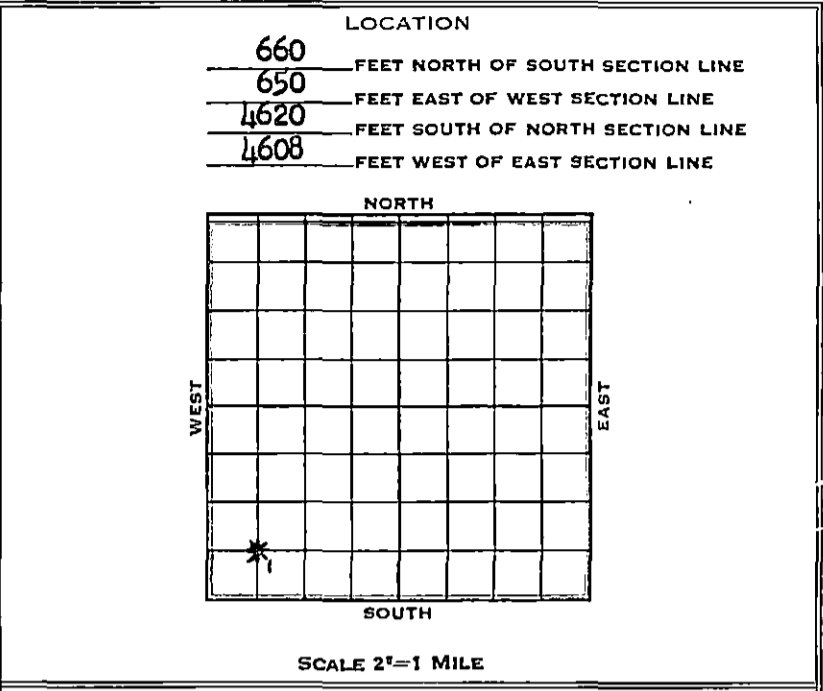 LOCATION
660 FEET NORTH OF SOUTH SECTION LINE
650 FEET EAST OF WEST SECTION LINE
4620 FEET SOUTH OF NORTH SECTION LINE
4608 FEET WEST OF EAST SECTION LINE
NORTH
WEST
EAST
1
SOUTH
SCALE 2"=1 MILE